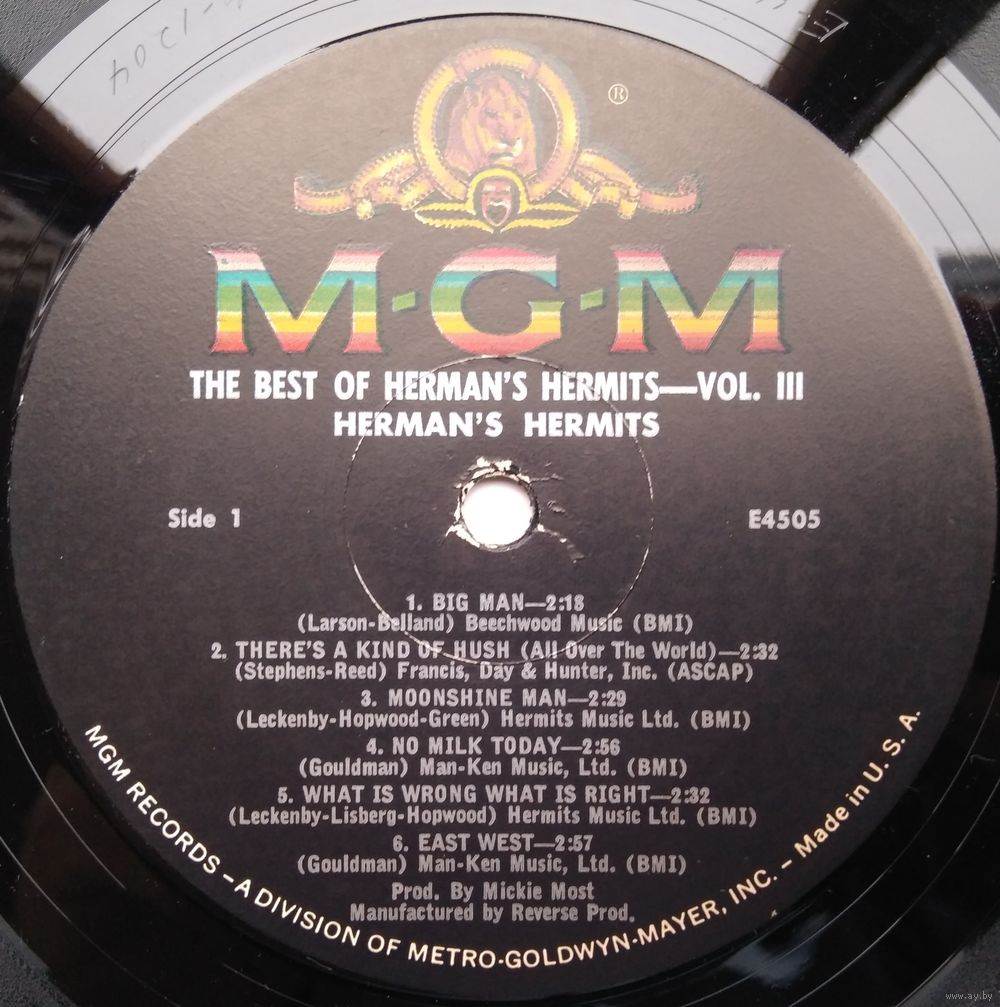 ®
M·G·M
THE BEST OF HERMAN'S HERMITS—VOL. III
HERMAN'S HERMITS
Side 1
E4505
1. BIG MAN—2:18
(Larson-Belland) Beechwood Music (BMI)
2. THERE'S A KIND OF HUSH (All Over The World)—2:32
(Stephens-Reed) Francis, Day & Hunter, Inc. (ASCAP)
3. MOONSHINE MAN—2:29
(Leckenby-Hopwood-Green) Hermits Music Ltd. (BMI)
4. NO MILK TODAY—2:56
(Gouldman) Man-Ken Music, Ltd. (BMI)
5. WHAT IS WRONG WHAT IS RIGHT—2:32
(Leckenby-Lisberg-Hopwood) Hermits Music Ltd. (BMI)
6. EAST WEST—2:57
(Gouldman) Man-Ken Music, Ltd. (BMI)
Prod. By Mickie Most
Manufactured by Reverse Prod.
MGM RECORDS – A DIVISION OF METRO-GOLDWYN-MAYER, INC. – Made in U. S. A.
www.ay.by